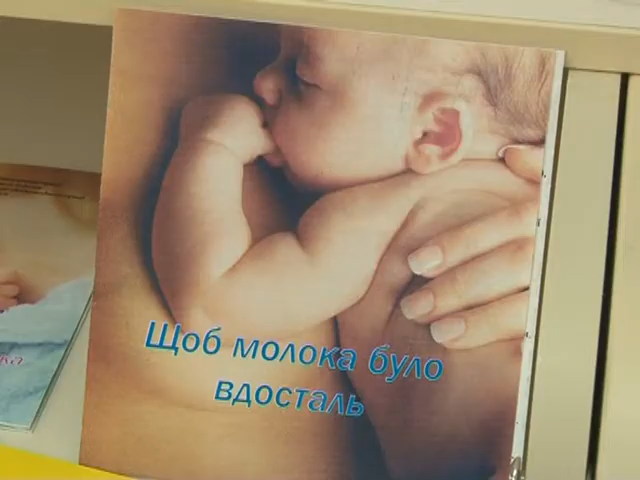 Щоб молока було
вдосталь